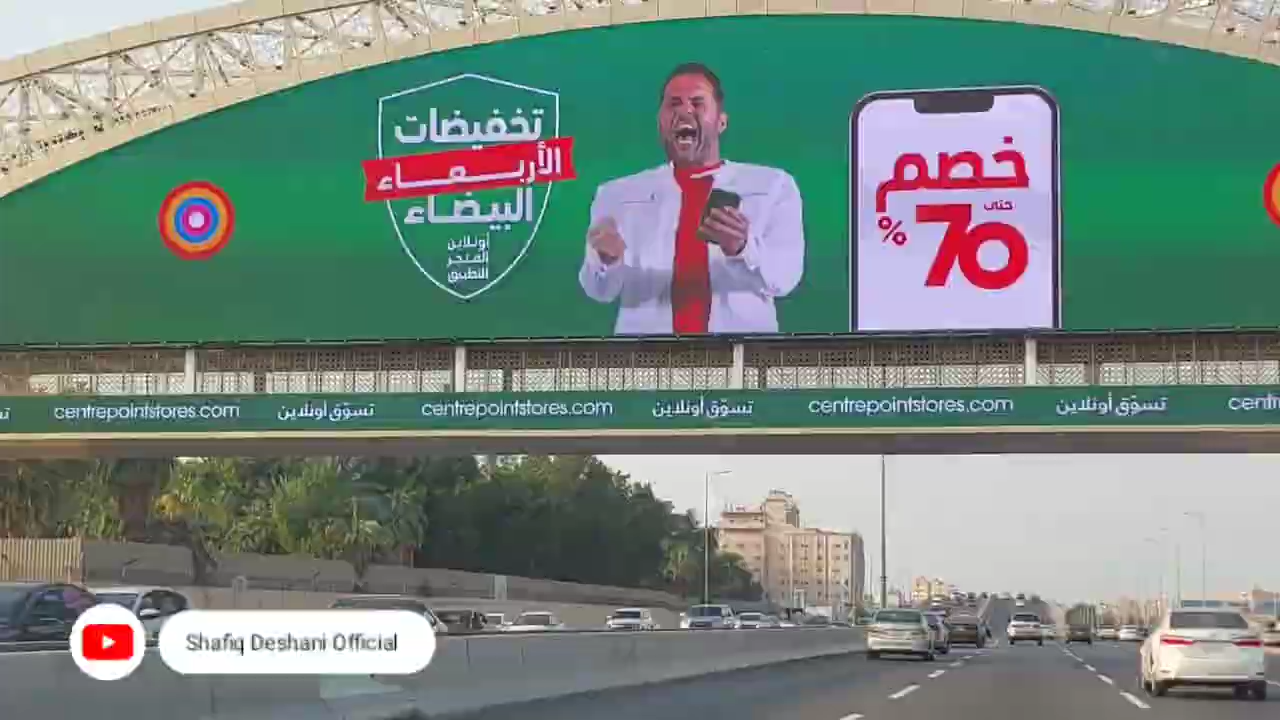 تخفيضات
الأربعاء
البيضاء
أونلاين
المتجر
التطبيق
خصم
حتى
%70
centrepointstores.com تسوّق أونلاين centrepointstores.com تسوّق أونلاين centrepointstores.com تسوّق أونلاين
Shafiq Deshani Official